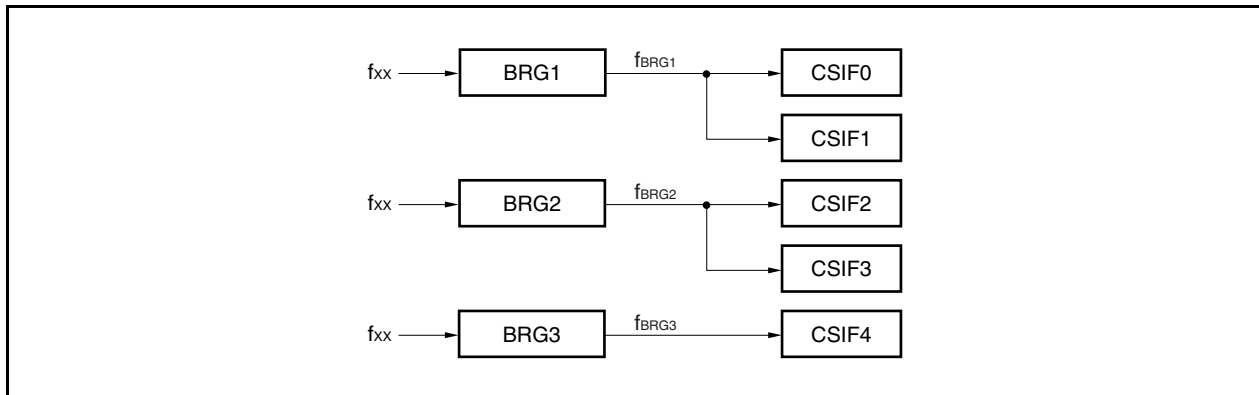 fxx BRG1 fBRG1 CSIF0
CSIF1
fxx BRG2 fBRG2 CSIF2
CSIF3
fxx BRG3 fBRG3 CSIF4